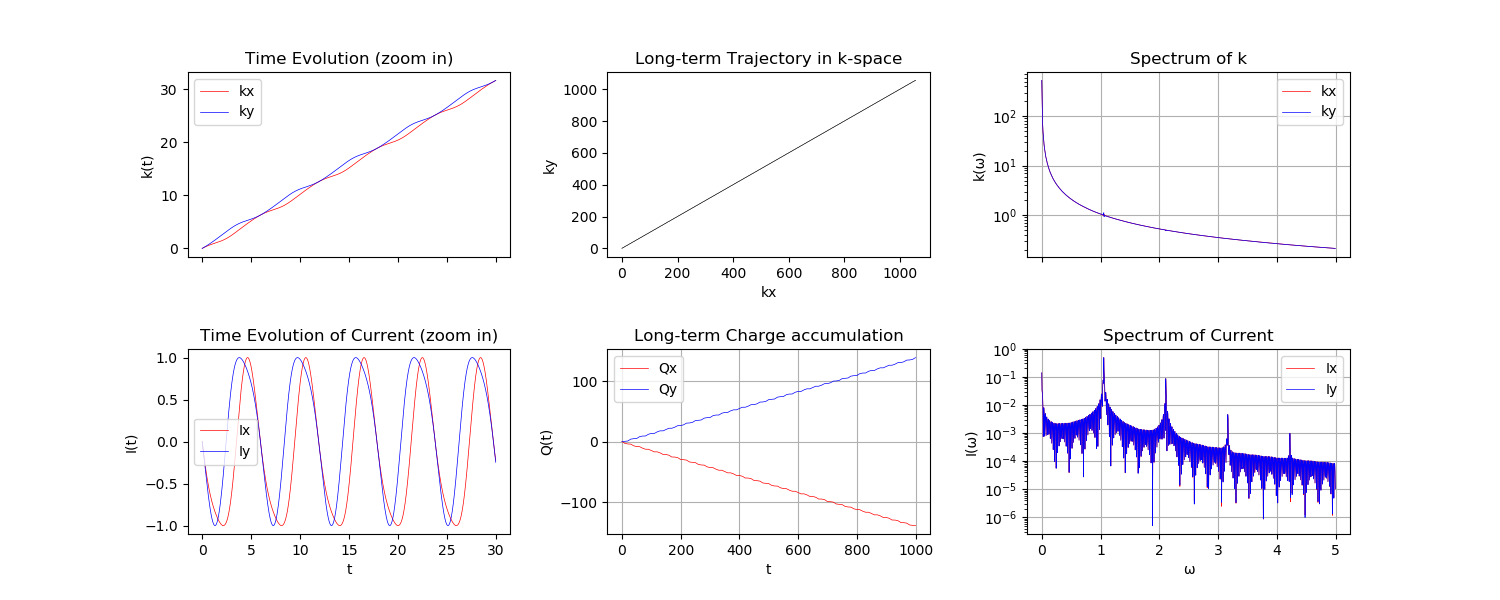 Time Evolution (zoom in)
kx
ky
k(t)
30
20
10
0
Long-term Trajectory in k-space
ky
1000
800
600
400
200
0
0 200 400 600 800 1000
kx
Spectrum of k
kx
ky
k(ω)
10²
10¹
10⁰
Time Evolution of Current (zoom in)
Ix
Iy
I(t)
1.0
0.5
0.0
−0.5
−1.0
0 5 10 15 20 25 30
t
Long-term Charge accumulation
Qx
Qy
Q(t)
100
0
−100
0 200 400 600 800 1000
t
Spectrum of Current
Ix
Iy
I(ω)
10⁰
10⁻¹
10⁻²
10⁻³
10⁻⁴
10⁻⁵
10⁻⁶
0 1 2 3 4 5
ω